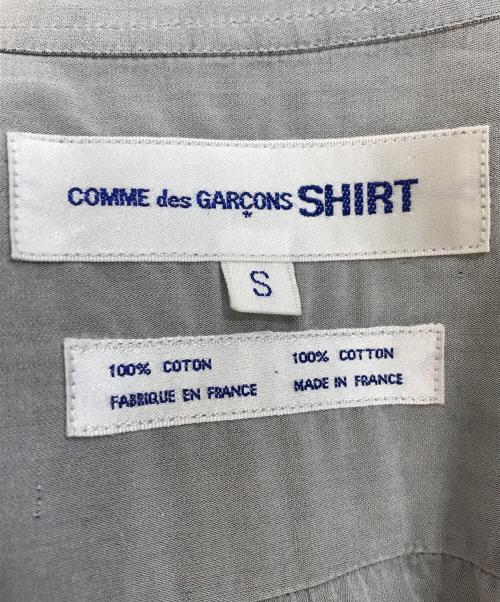 COMME des GARÇONS SHIRT
S
100% COTON
FABRIQUE EN FRANCE
100% COTTON
MADE IN FRANCE